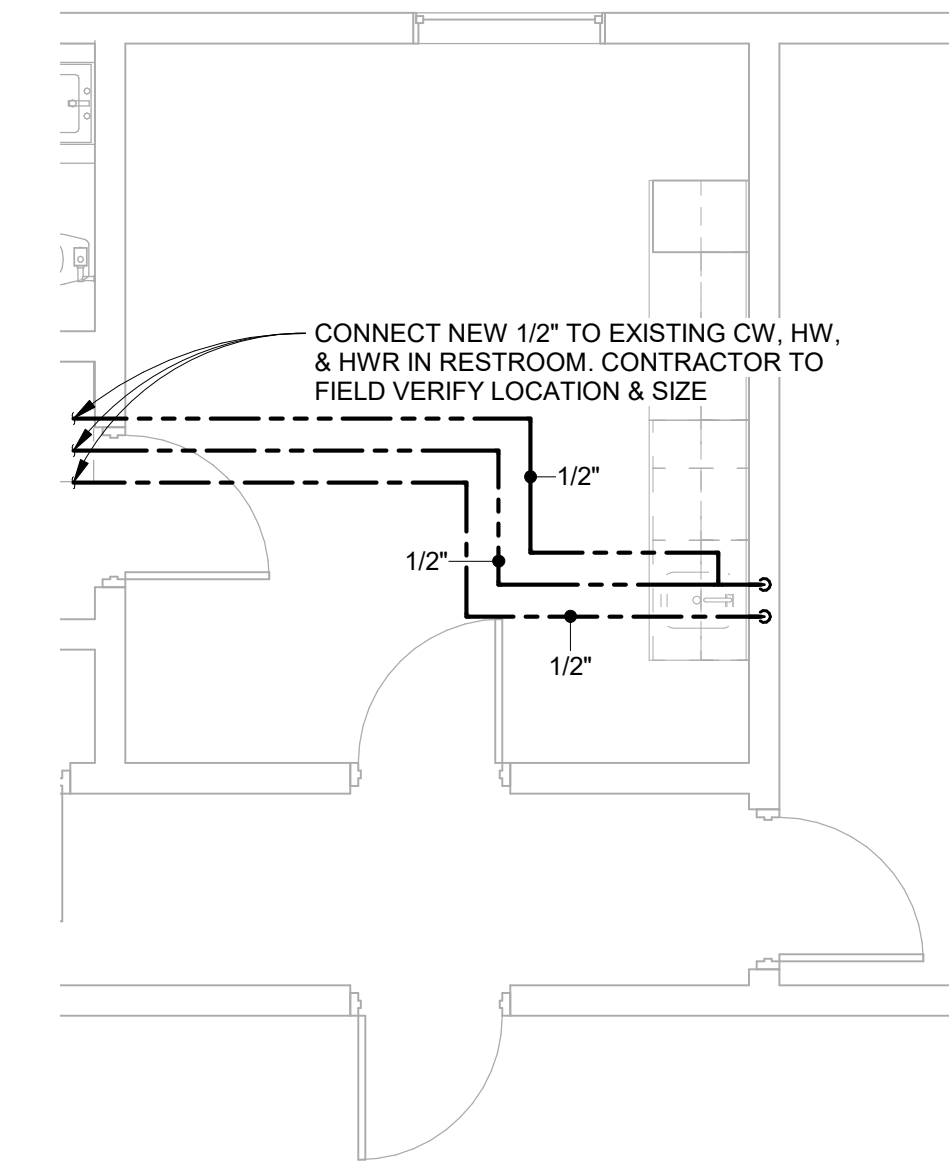 CONNECT NEW 1/2" TO EXISTING CW, HW,
& HWR IN RESTROOM. CONTRACTOR TO
FIELD VERIFY LOCATION & SIZE
1/2"
1/2"
1/2"